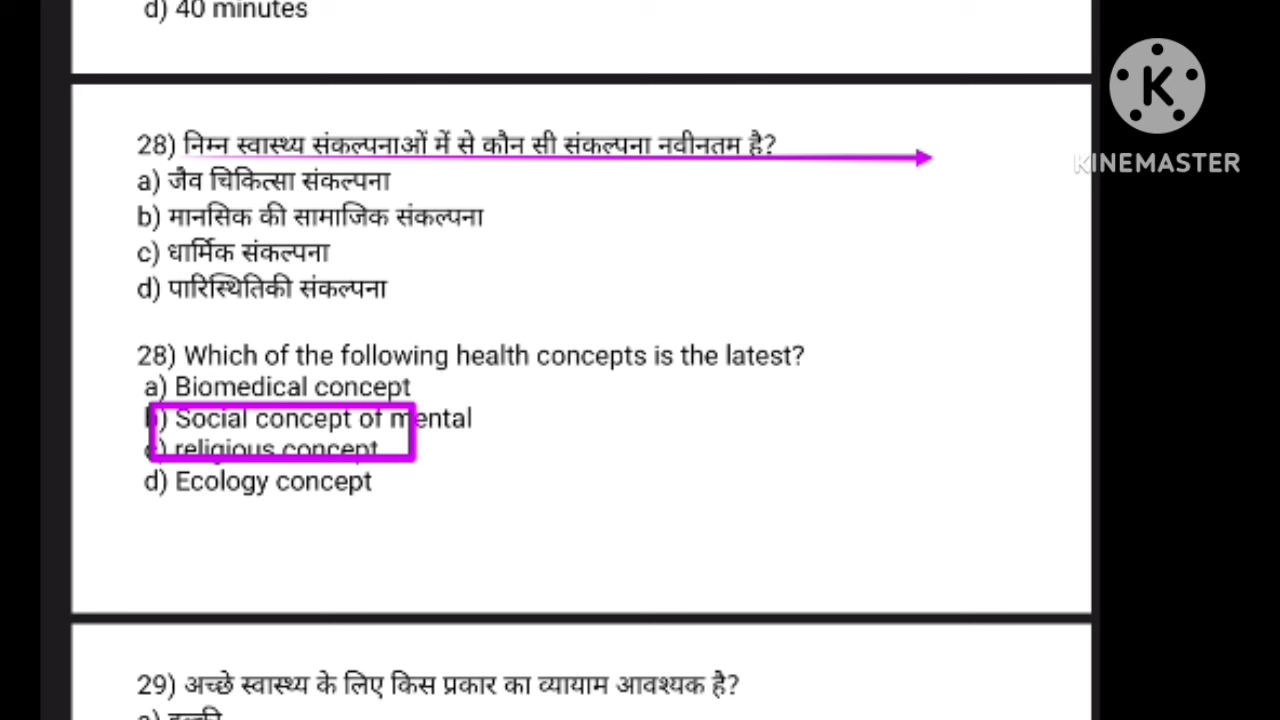 d) 40 minutes
28) निम्न स्वास्थ्य संकल्पनाओं में से कौन सी संकल्पना नवीनतम है?
a) जैव चिकित्सा संकल्पना
b) मानसिक की सामाजिक संकल्पना
c) धार्मिक संकल्पना
d) पारिस्थितिकी संकल्पना
28) Which of the following health concepts is the latest?
a) Biomedical concept
b) Social concept of mental
c) religious concept
d) Ecology concept
29) अच्छे स्वास्थ्य के लिए किस प्रकार का व्यायाम आवश्यक है?
K
KINEMASTER